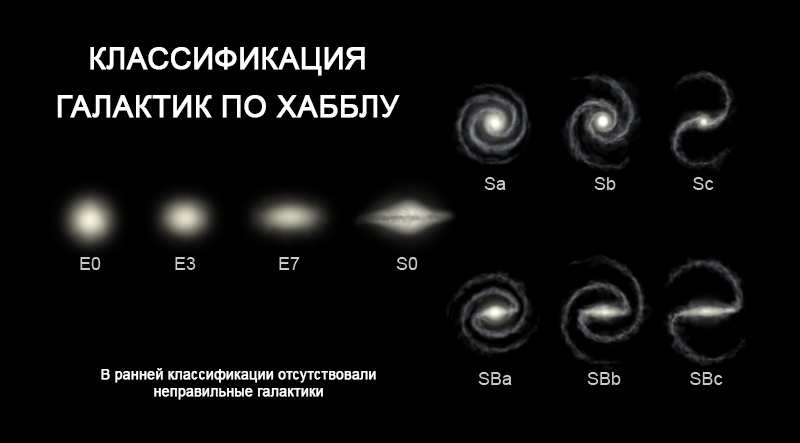 КЛАССИФИКАЦИЯ
ГАЛАКТИК ПО ХАББЛУ
Sa Sb Sc
E0 E3 E7 S0
SBa SBb SBc
В ранней классификации отсутствовали
неправильные галактики